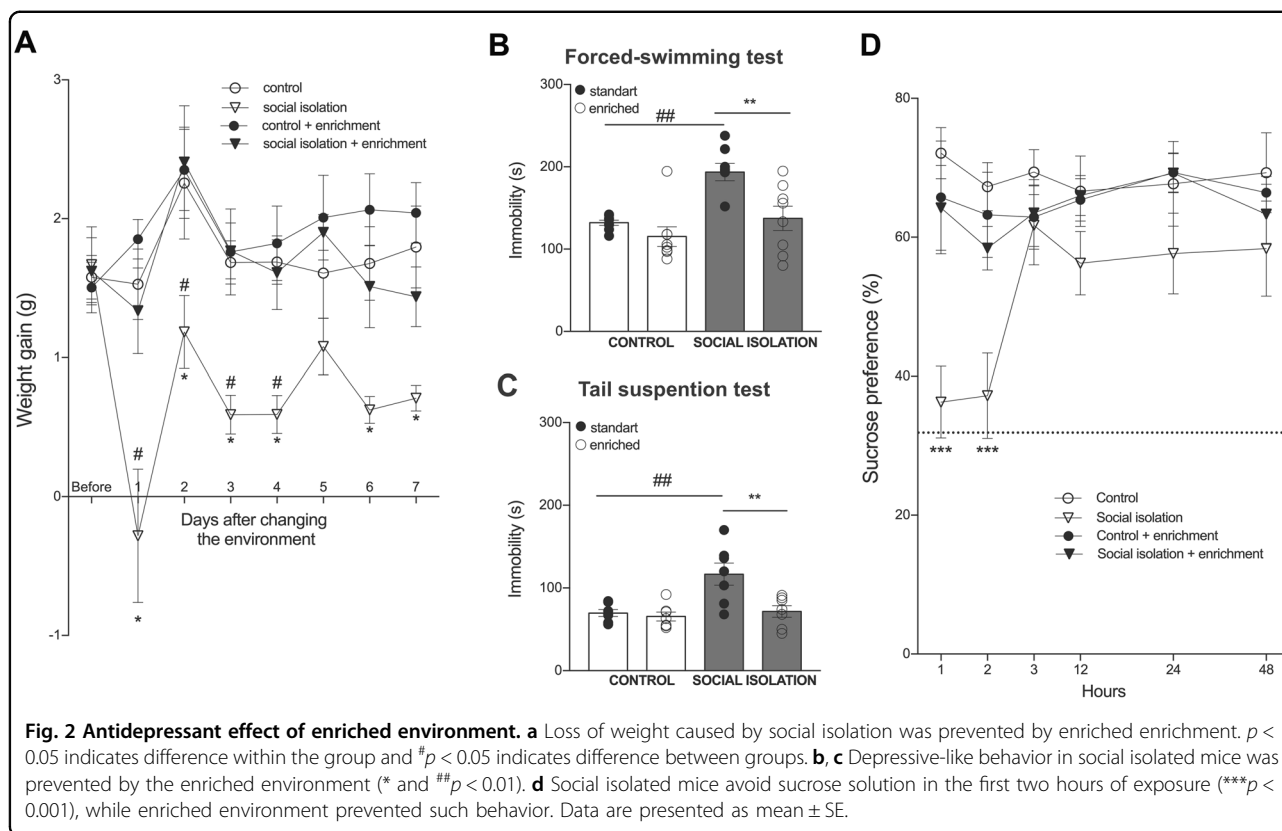 A
3
2
1
0
-1
Weight gain (g)
control
social isolation
control + enrichment
social isolation + enrichment
#
#
#
#
*
*
*
*
*
*
Before 1 2 3 4 5 6 7
Days after changing
the environment
B
Forced-swimming test
300
200
100
0
Immobility (s)
standart
enriched
##
**
CONTROL SOCIAL ISOLATION
C
Tail suspention test
300
200
100
0
Immobility (s)
standart
enriched
##
**
CONTROL SOCIAL ISOLATION
D
80
60
40
20
0
Sucrose preference (%)
*** ***
Control
Social isolation
Control + enrichment
Social isolation + enrichment
1 2 3 12 24 48
Hours
Fig. 2 Antidepressant effect of enriched environment. a Loss of weight caused by social isolation was prevented by enriched enrichment. p <
0.05 indicates difference within the group and #p < 0.05 indicates difference between groups. b, c Depressive-like behavior in social isolated mice was
prevented by the enriched environment (* and ##p < 0.01). d Social isolated mice avoid sucrose solution in the first two hours of exposure (***p <
0.001), while enriched environment prevented such behavior. Data are presented as mean ± SE.